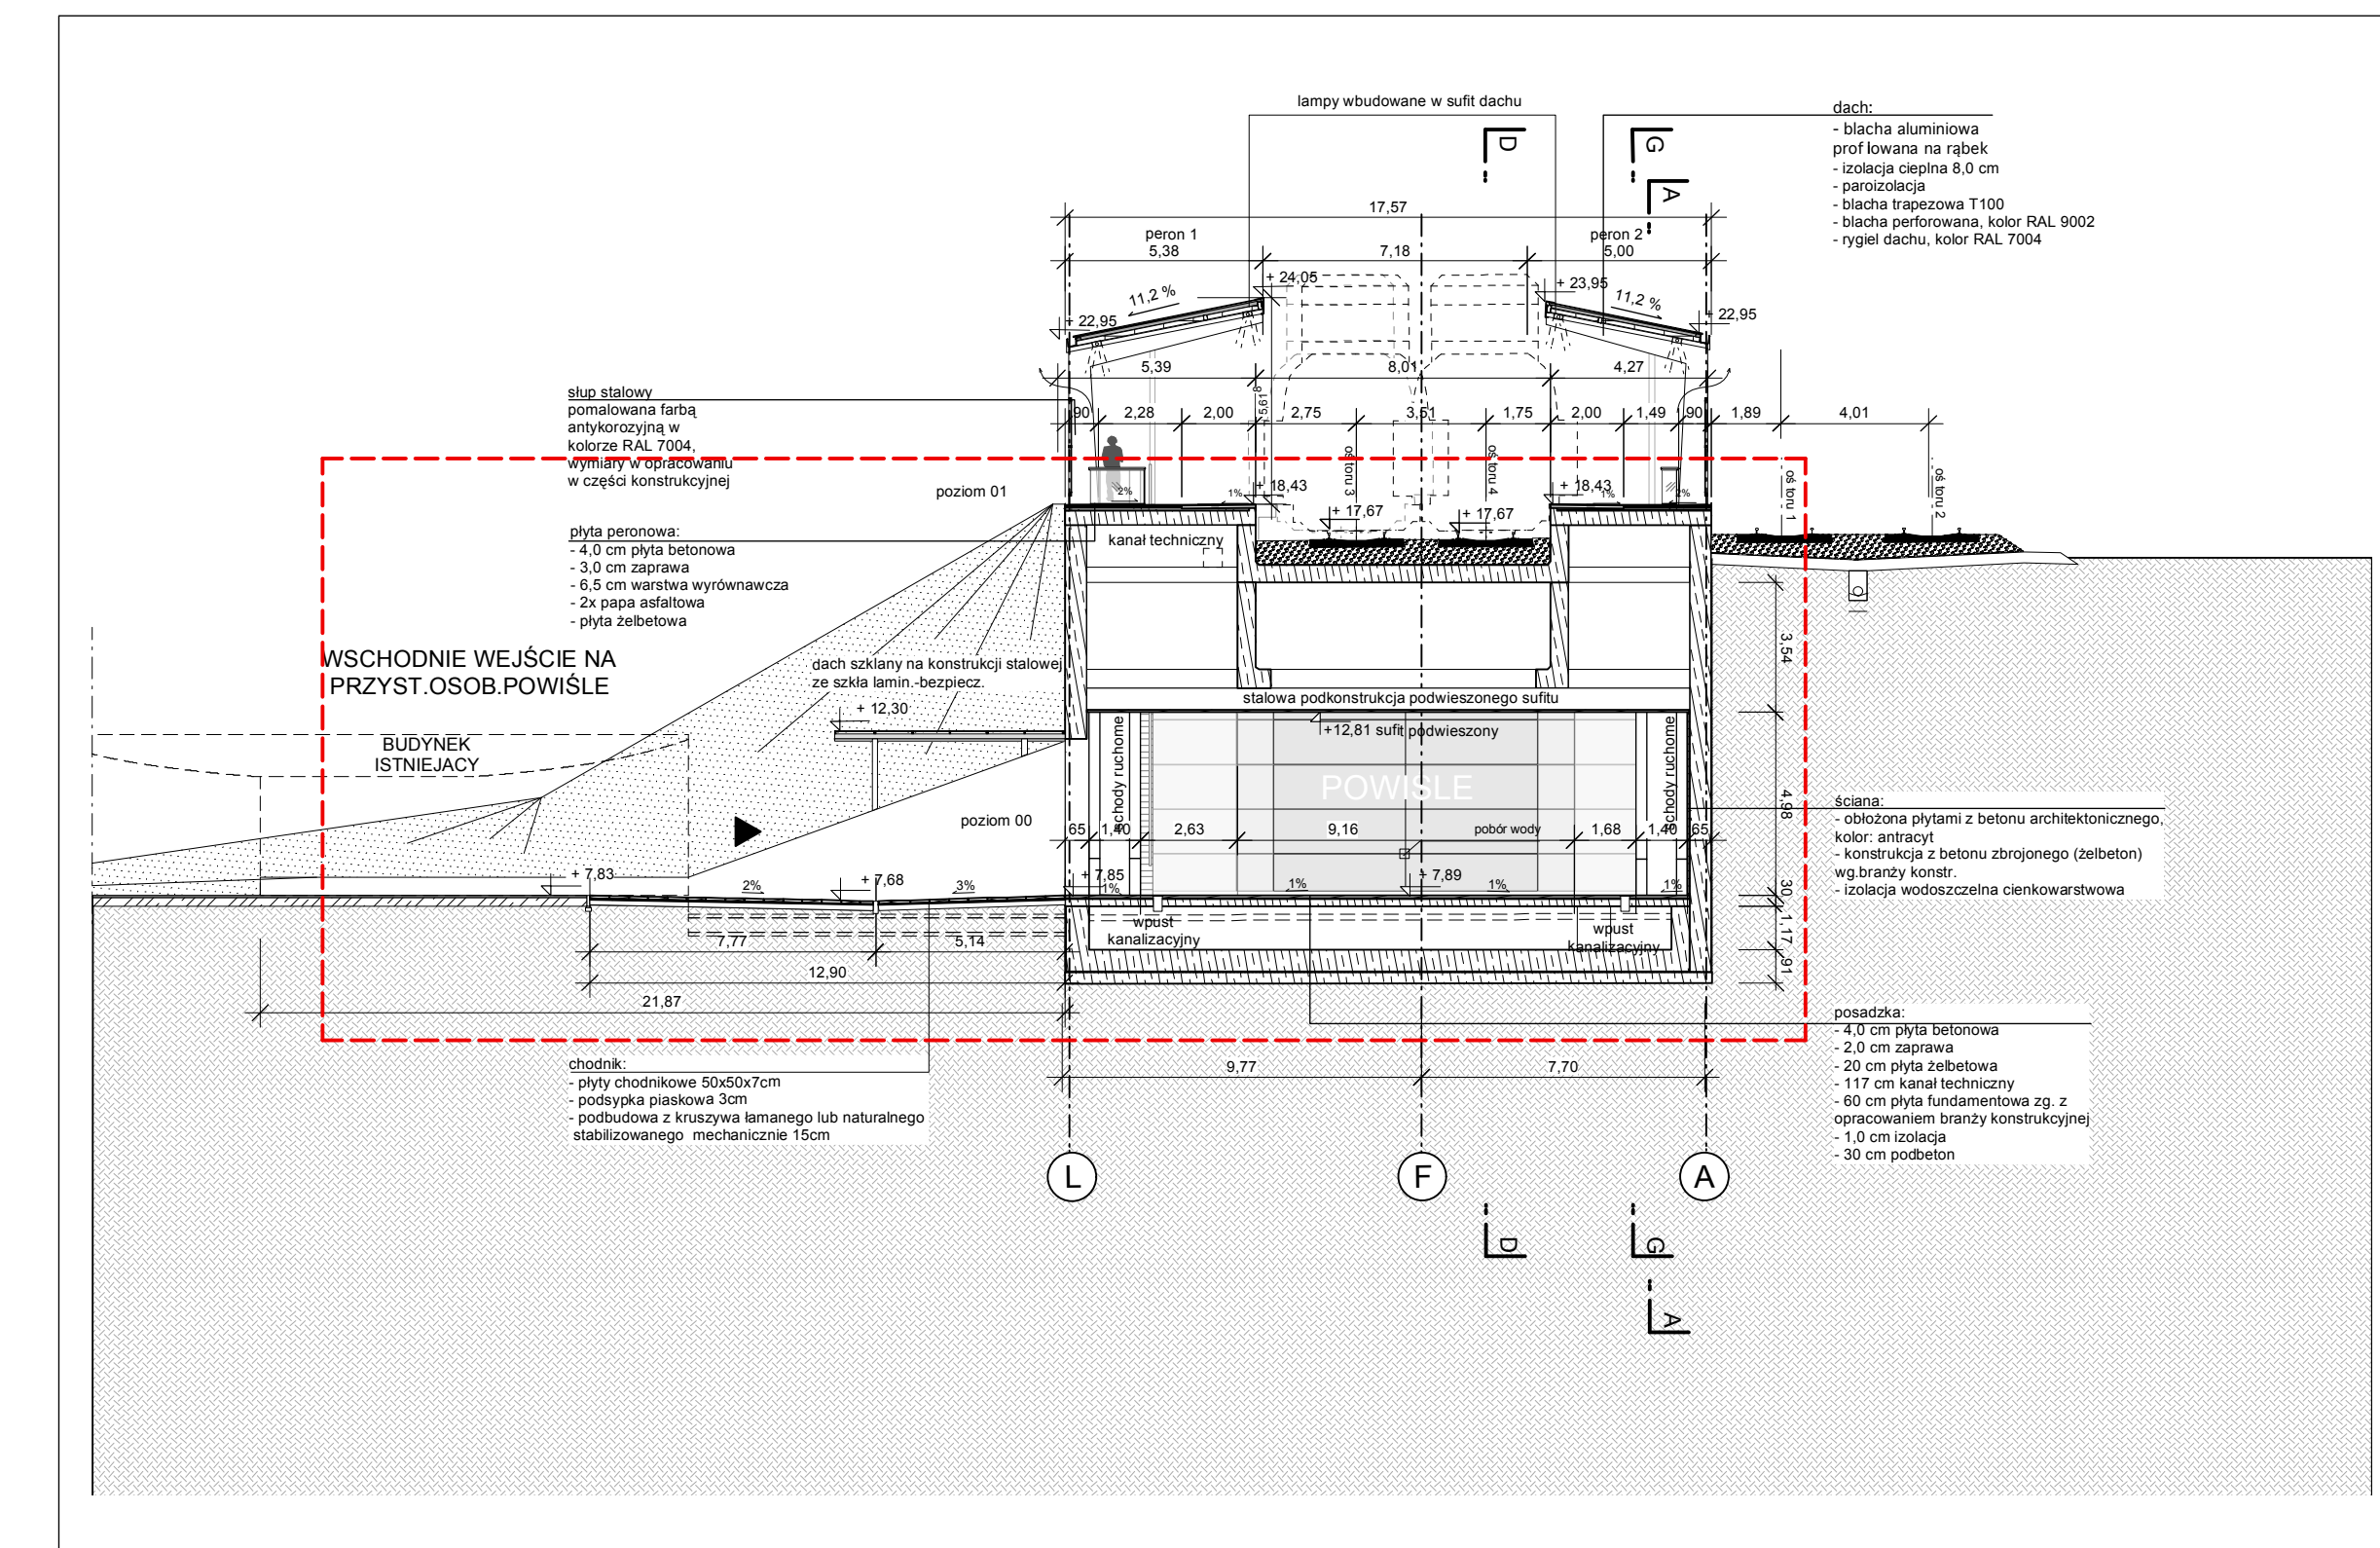 lampy wbudowane w sufit dachu
D
G
A
dach:
- blacha aluminiowa
prof lowana na rąbek
- izolacja cieplna 8,0 cm
- paroizolacja
- blacha trapezowa T100
- blacha perforowana, kolor RAL 9002
- rygiel dachu, kolor RAL 7004
17,57
peron 1
5,38
7,18
peron 2
5,00
+ 24,05
+ 23,95
11,2 %
11,2 %
+ 22,95
+ 22,95
5,39
8,01
4,27
słup stalowy
pomalowana farbą
antykorozyjną w
kolorze RAL 7004,
wymiary w opracowaniu
w części konstrukcyjnej
90
2,28
2,00
5,61
8
2,75
3,51
1,75
2,00
1,49
90
1,89
4,01
oś toru 3
oś toru 4
oś toru 1
oś toru 2
poziom 01
2%
1%
+ 18,43
+ 18,43
1%
2%
+ 17,67
+ 17,67
płyta peronowa:
- 4,0 cm płyta betonowa
- 3,0 cm zaprawa
- 6,5 cm warstwa wyrównawcza
- 2x papa asfaltowa
- płyta żelbetowa
kanał techniczny
3,54
WSCHODNIE WEJŚCIE NA
PRZYST.OSOB.POWIŚLE
dach szklany na konstrukcji stalowej
ze szkła lamin.-bezpiecz.
stalowa podkonstrukcja podwieszonego sufitu
+ 12,30
+12,81 sufit podwieszony
BUDYNEK
ISTNIEJACY
schody ruchome
schody ruchome
POWIŚLE
4,98
ściana:
- obłożona płytami z betonu architektonicznego,
kolor: antracyt
- konstrukcja z betonu zbrojonego (żelbeton)
wg.branży konstr.
- izolacja wodoszczelna cienkowarstwowa
poziom 00
65
1,40
2,63
9,16
pobór wody
1,68
1,40
65
+ 7,83
2%
+ 7,68
3%
+ 7,85
1%
1%
+ 7,89
1%
1%
30
1,17
91
wpust
kanalizacyjny
wpust
kanalizacyjny
7,77
5,14
12,90
21,87
posadzka:
- 4,0 cm płyta betonowa
- 2,0 cm zaprawa
- 20 cm płyta żelbetowa
- 117 cm kanał techniczny
- 60 cm płyta fundamentowa zg. z
opracowaniem branży konstrukcyjnej
- 1,0 cm izolacja
- 30 cm podbeton
chodnik:
- płyty chodnikowe 50x50x7cm
- podsypka piaskowa 3cm
- podbudowa z kruszywa łamanego lub naturalnego
stabilizowanego mechanicznie 15cm
9,77
7,70
L
F
A
D
G
A